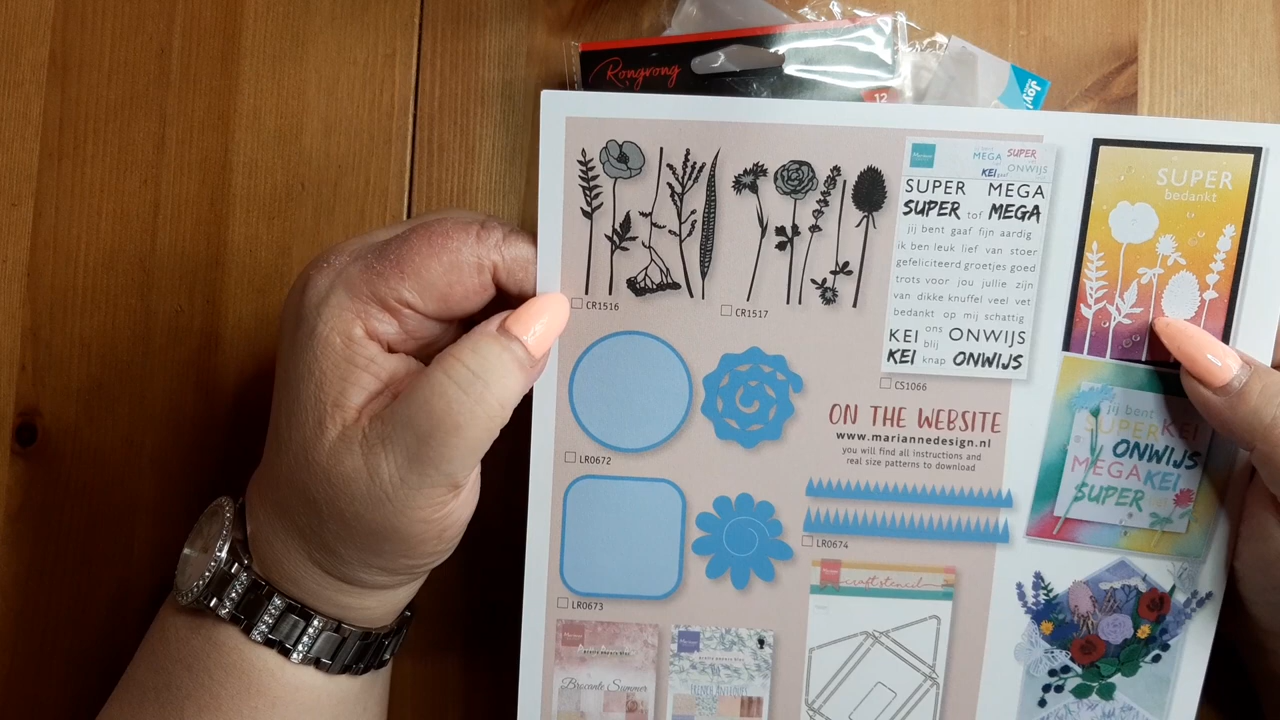 Rongrong
12
Joy!
CR1516
CR1517
MEGA SUPER
KEI gaaf ONWIJS
SUPER MEGA
SUPER tof MEGA
jij bent gaaf fijn aardig
ik ben leuk lief van stoer
gefeliciteerd groetjes goed
trots voor jou jullie zijn
van dikke knuffel veel vet
bedankt op mij schattig
KEI ons ONWIJS
blij
KEI knap ONWIJS
CS1066
SUPER
bedankt
LR0672
ON THE WEBSITE
www.mariannedesign.nl
you will find all instructions and
real size patterns to download
jij bent
SUPER KEI
ONWIJS
MEGA KEI
SUPER
LR0673
LR0674
craft stencil
Brocante Summer